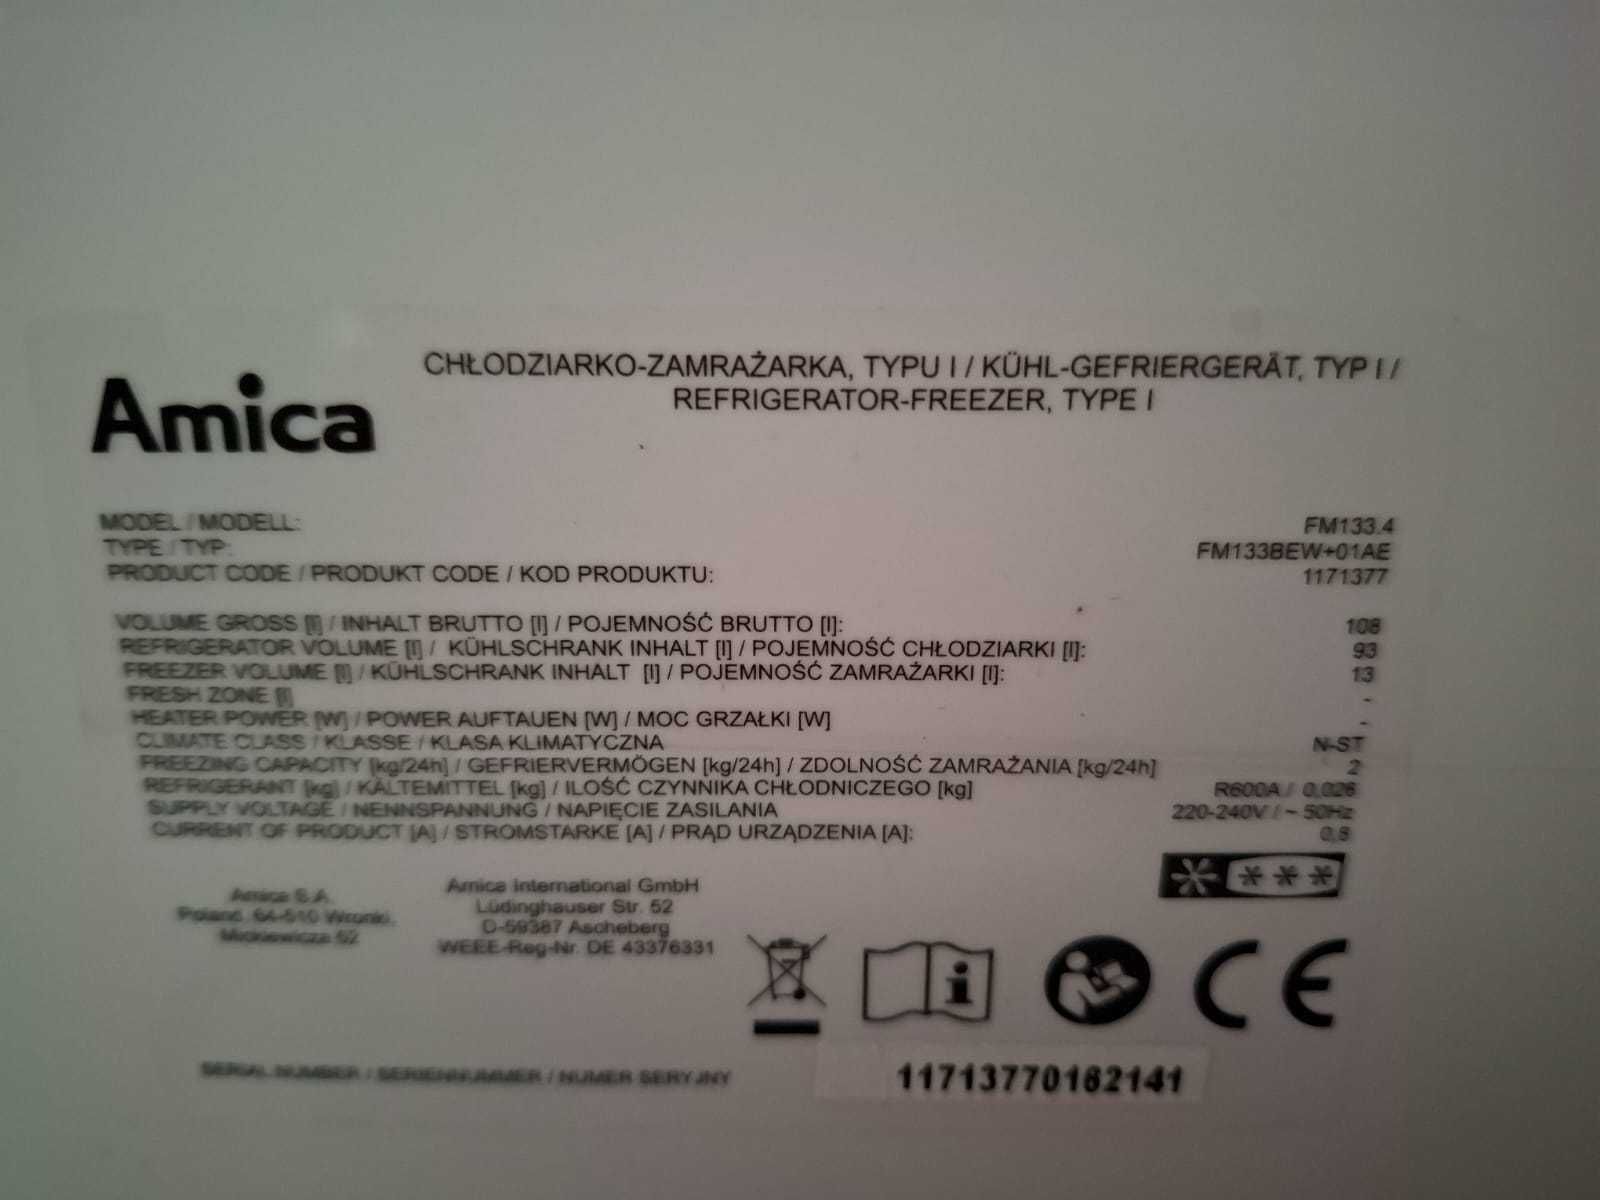 Amica
CHŁODZIARKO-ZAMRAŻARKA, TYPU I / KÜHL-GEFRIERGERÄT, TYP I /
REFRIGERATOR-FREEZER, TYPE I
MODEL / MODELL: FM133.4
TYPE / TYP: FM133BEW+01AE
PRODUCT CODE / PRODUKT CODE / KOD PRODUKTU: 1171377
VOLUME GROSS [l] / INHALT BRUTTO [l] / POJEMNOŚĆ BRUTTO [l]: 108
REFRIGERATOR VOLUME [l] / KÜHLSCHRANK INHALT [l] / POJEMNOŚĆ CHŁODZIARKI [l]: 93
FREEZER VOLUME [l] / KÜHLSCHRANK INHALT [l] / POJEMNOŚĆ ZAMRAŻARKI [l]: 13
FRESH ZONE [l] -
HEATER POWER [W] / POWER AUFTAUEN [W] / MOC GRZAŁKI [W] -
CLIMATE CLASS / KLASSE / KLASA KLIMATYCZNA N-ST
FREEZING CAPACITY [kg/24h] / GEFRIERVERMÖGEN [kg/24h] / ZDOLNOŚĆ ZAMRAŻANIA [kg/24h] 2
REFRIGERANT [kg] / KÄLTEMITTEL [kg] / ILOŚĆ CZYNNIKA CHŁODNICZEGO [kg] R600A / 0,026
SUPPLY VOLTAGE / NENNSPANNUNG / NAPIĘCIE ZASILANIA 220-240V / ~ 50Hz
CURRENT OF PRODUCT [A] / STROMSTARKE [A] / PRĄD URZĄDZENIA [A]: 0,8
Amica S.A.
Poland, 64-510 Wronki,
Mickiewicza 52
Amica International GmbH
Lüdinghauser Str. 52
D-59387 Ascheberg
WEEE-Reg-Nr. DE 43376331
CE
SERIAL NUMBER / SERIENNUMMER / NUMER SERYJNY 11713770162141